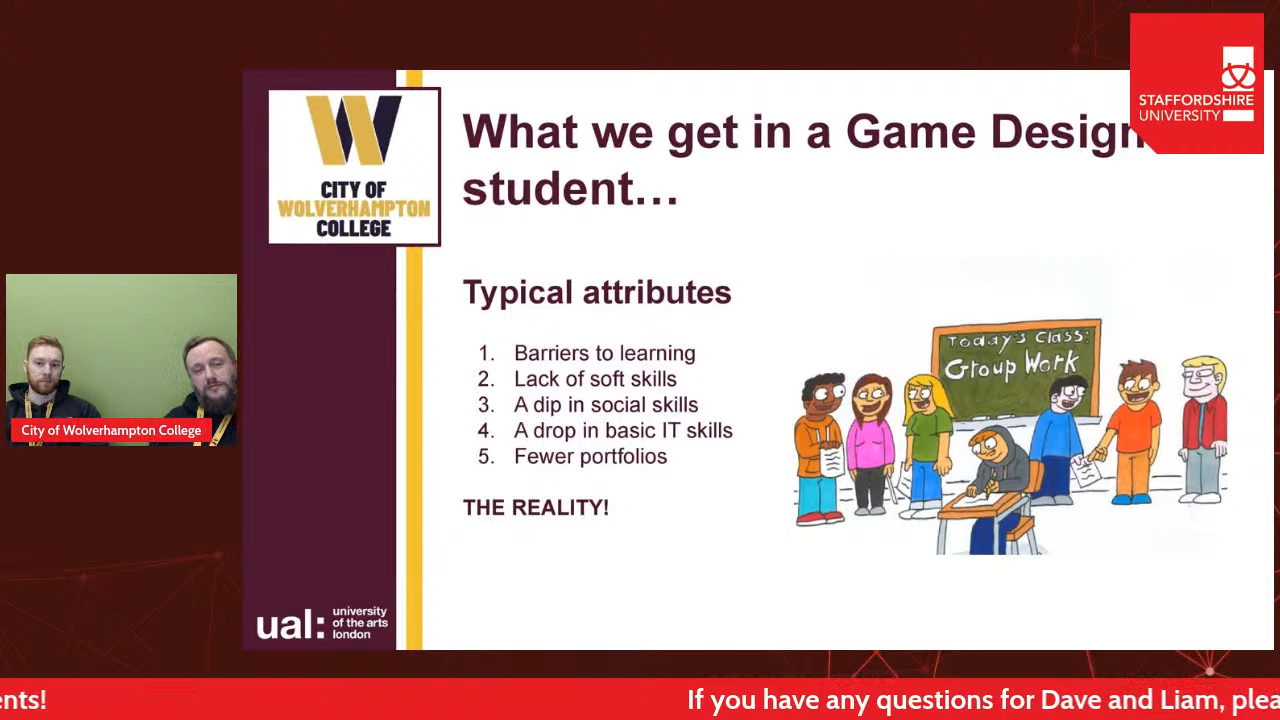 STAFFORDSHIRE
UNIVERSITY
What we get in a Game Design
student...
CITY OF
WOLVERHAMPTON
COLLEGE
Typical attributes
1. Barriers to learning
2. Lack of soft skills
3. A dip in social skills
4. A drop in basic IT skills
5. Fewer portfolios
THE REALITY!
Today's Class:
Group Work
City of Wolverhampton College
ual: university
of the arts
london
ents!
If you have any questions for Dave and Liam, plea